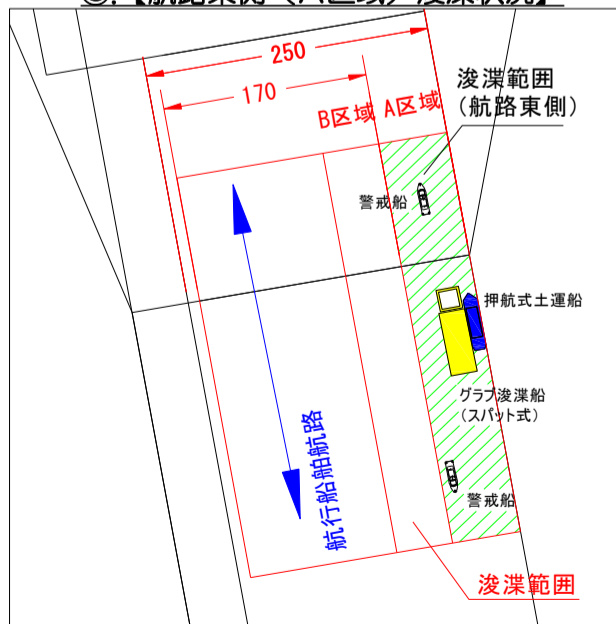 250
170
浚渫範囲
(航路東側)
B区域 A区域
警戒船
押航式土運船
グラブ浚渫船
(スパット式)
航行船舶航路
警戒船
浚渫範囲